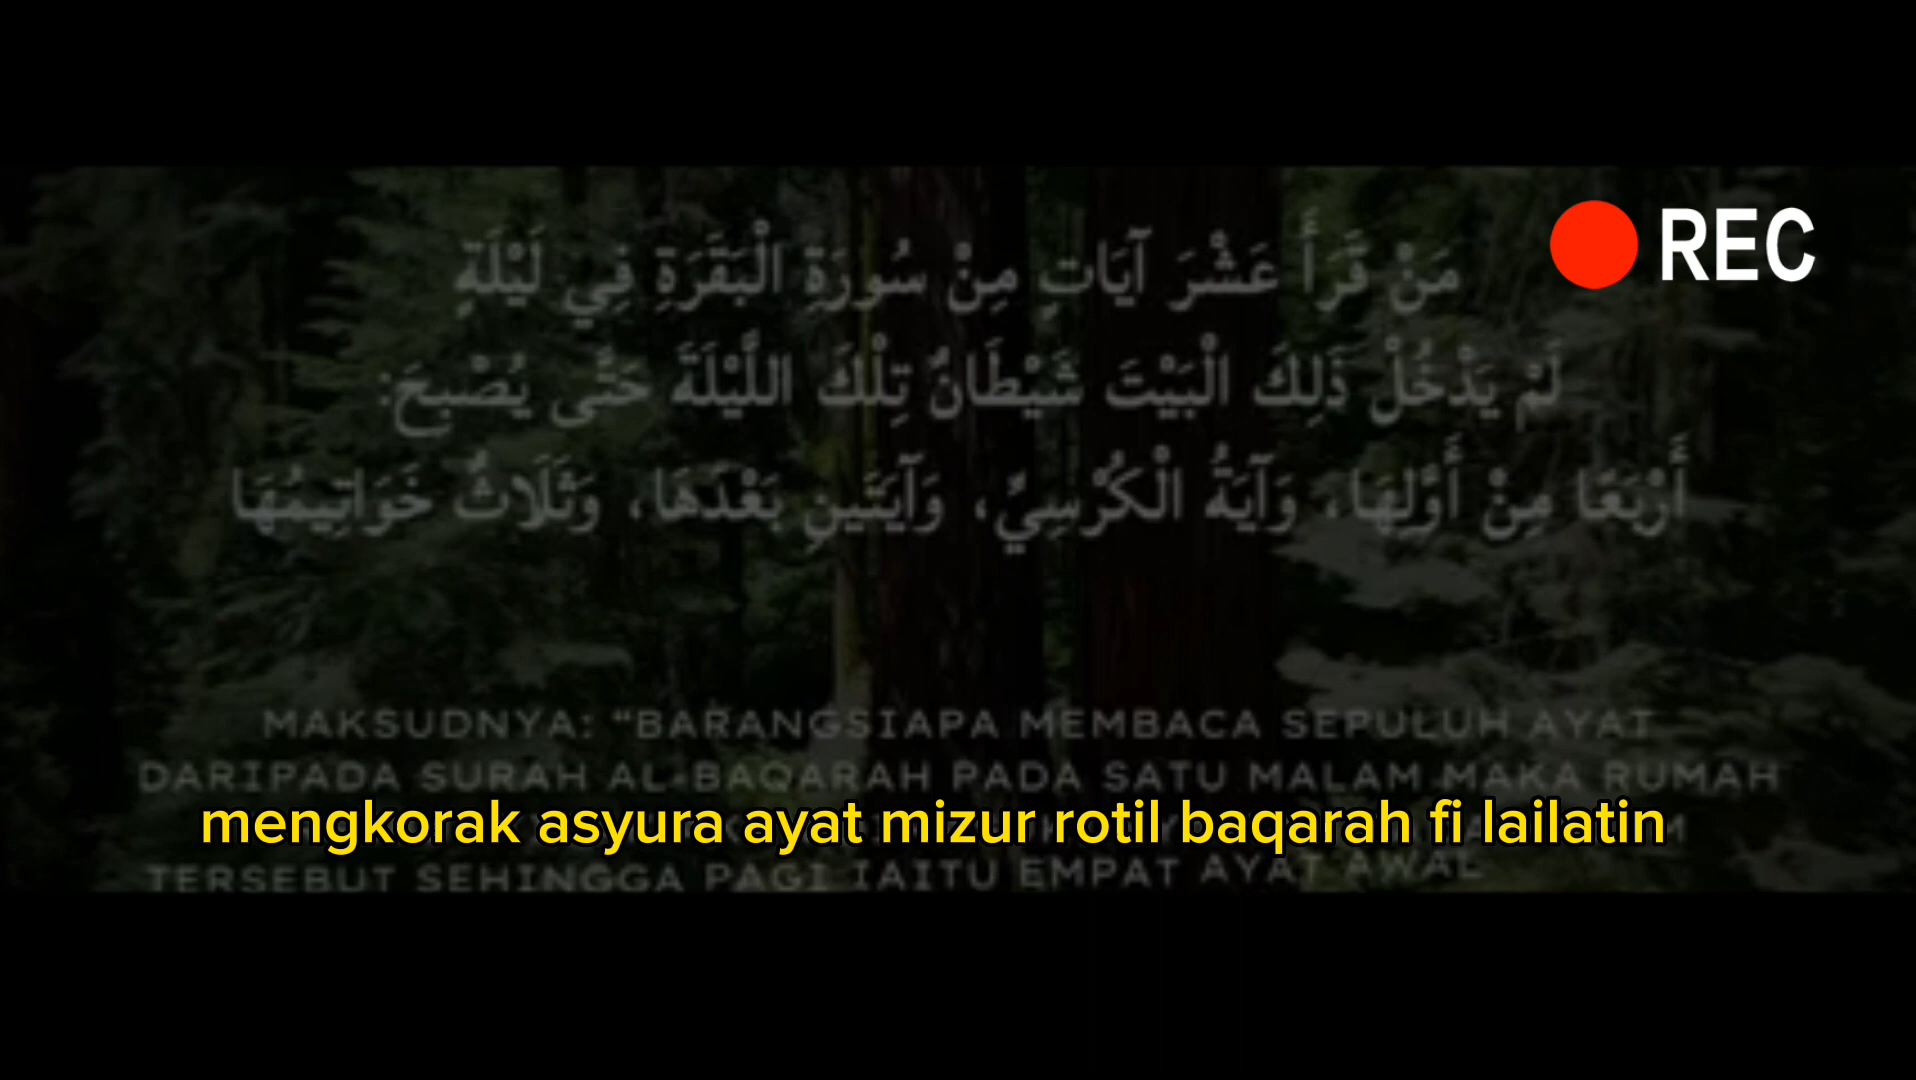 REC
مَنْ قَرَأَ عَشْرَ آيَاتٍ مِنْ سُورَةِ الْبَقَرَةِ فِي لَيْلَةٍ
لَمْ يَدْخُلْ ذَلِكَ الْبَيْتَ شَيْطَانٌ تِلْكَ اللَّيْلَةَ حَتَّى يُصْبِحَ:
أَرْبَعًا مِنْ أَوَّلِهَا، وَآيَةُ الْكُرْسِيِّ، وَآيَتَينِ بَعْدَهَا، وَثَلَاثٌ خَوَاتِيمُهَا
MAKSUDNYA: “BARANGSIAPA MEMBACA SEPULUH AYAT
DARIPADA SURAH AL-BAQARAH PADA SATU MALAM MAKA RUMAH
mengkorak asyura ayat mizur rotil baqarah fi lailatin
TERSEBUT SEHINGGA PAGI IAITU EMPAT AYAT AWAL